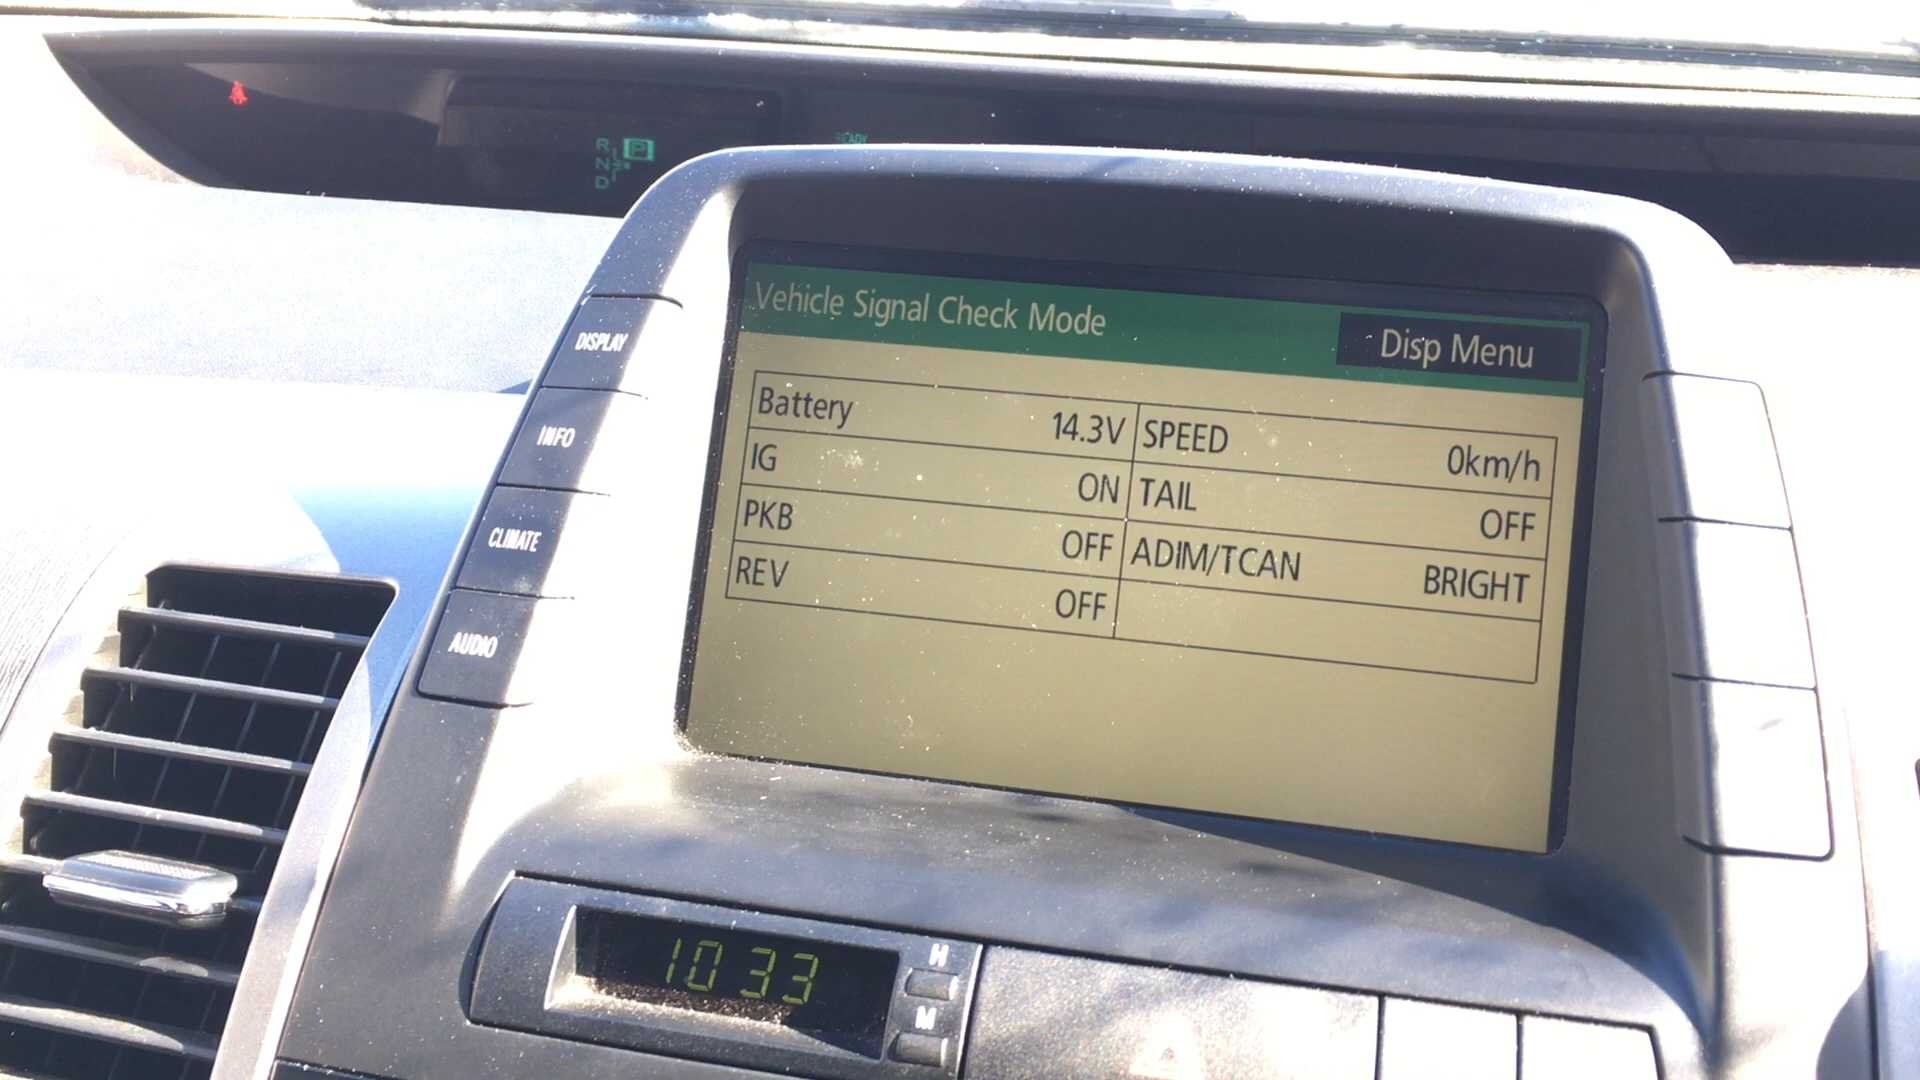 R P
N
D
READY
Vehicle Signal Check Mode
Disp Menu
Battery 14.3V SPEED 0km/h
IG ON TAIL OFF
PKB OFF ADIM/TCAN BRIGHT
REV OFF
DISPLAY
INFO
CLIMATE
AUDIO
10 33
H
M